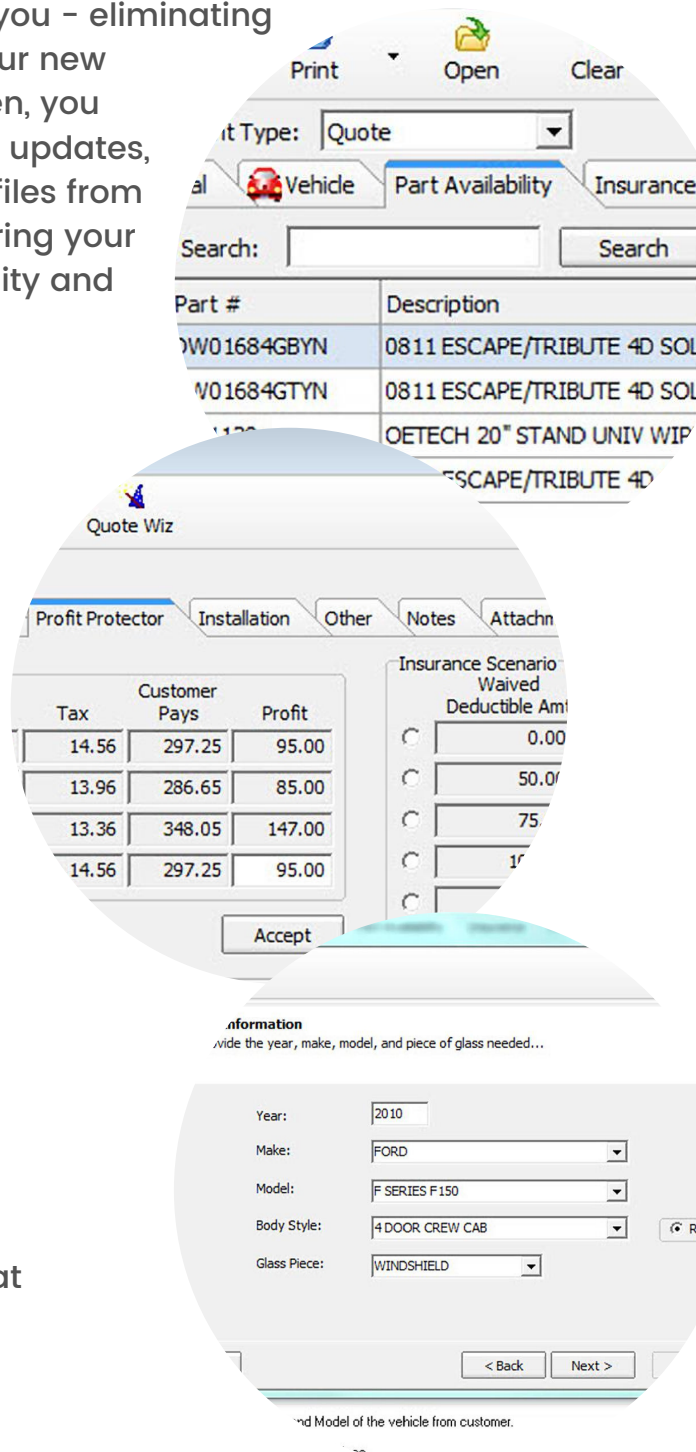 you - eliminating
ur new
en, you
updates,
files from
ring your
ity and
Print Open Clear
Type: Quote
al Vehicle Part Availability Insurance
Search: Search
Part # Description
W01684GBYN 0811 ESCAPE/TRIBUTE 4D SOL
W01684GTYN 0811 ESCAPE/TRIBUTE 4D SOL
OETECH 20" STAND UNIV WIP
ESCAPE/TRIBUTE 4D
Quote Wiz
Profit Protector Installation Other Notes Attachm
Insurance Scenario
Waived
Deductible Amt
Customer
Tax Pays Profit
14.56 297.25 95.00 0.00
13.96 286.65 85.00 50.00
13.36 348.05 147.00 75.
14.56 297.25 95.00
Accept
nformation
vide the year, make, model, and piece of glass needed...
Year: 2010
Make: FORD
Model: F SERIES F150
Body Style: 4 DOOR CREW CAB R
Glass Piece: WINDSHIELD
at
< Back Next >
nd Model of the vehicle from customer.